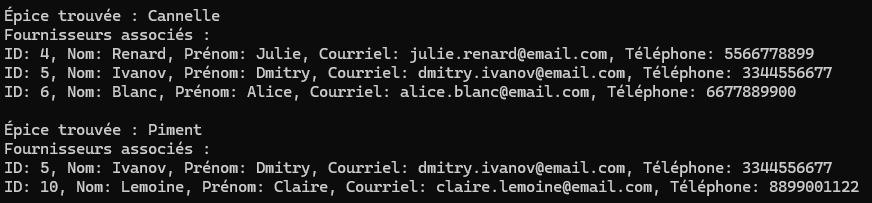 Épice trouvée : Cannelle
Fournisseurs associés :
ID: 4, Nom: Renard, Prénom: Julie, Courriel: julie.renard@email.com, Téléphone: 5566778899
ID: 5, Nom: Ivanov, Prénom: Dmitry, Courriel: dmitry.ivanov@email.com, Téléphone: 3344556677
ID: 6, Nom: Blanc, Prénom: Alice, Courriel: alice.blanc@email.com, Téléphone: 6677889900
Épice trouvée : Piment
Fournisseurs associés :
ID: 5, Nom: Ivanov, Prénom: Dmitry, Courriel: dmitry.ivanov@email.com, Téléphone: 3344556677
ID: 10, Nom: Lemoine, Prénom: Claire, Courriel: claire.lemoine@email.com, Téléphone: 8899001122